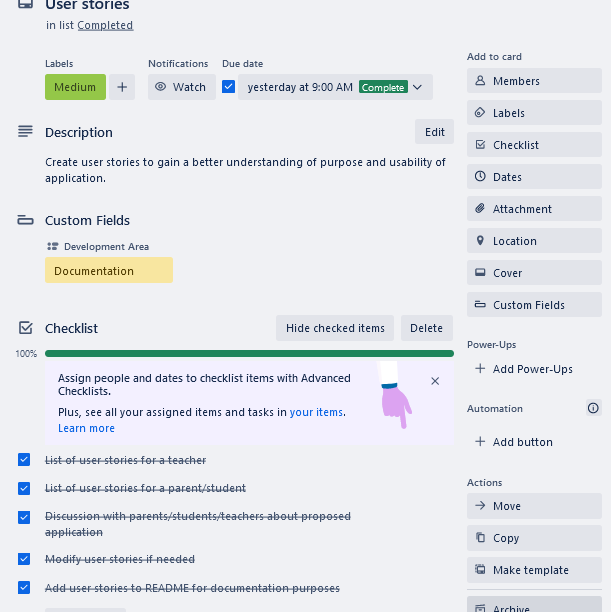 User stories
in list Completed
Labels
Notifications
Due date
Medium
Watch
yesterday at 9:00 AM Complete
Description
Edit
Create user stories to gain a better understanding of purpose and usability of
application.
Custom Fields
Development Area
Documentation
Checklist
Hide checked items
Delete
100%
Assign people and dates to checklist items with Advanced
Checklists.
Plus, see all your assigned items and tasks in your items.
Learn more
List of user stories for a teacher
List of user stories for a parent/student
Discussion with parents/students/teachers about proposed
application
Modify user stories if needed
Add user stories to README for documentation purposes
Add to card
Members
Labels
Checklist
Dates
Attachment
Location
Cover
Custom Fields
Power-Ups
Add Power-Ups
Automation
Add button
Actions
Move
Copy
Make template
Archive